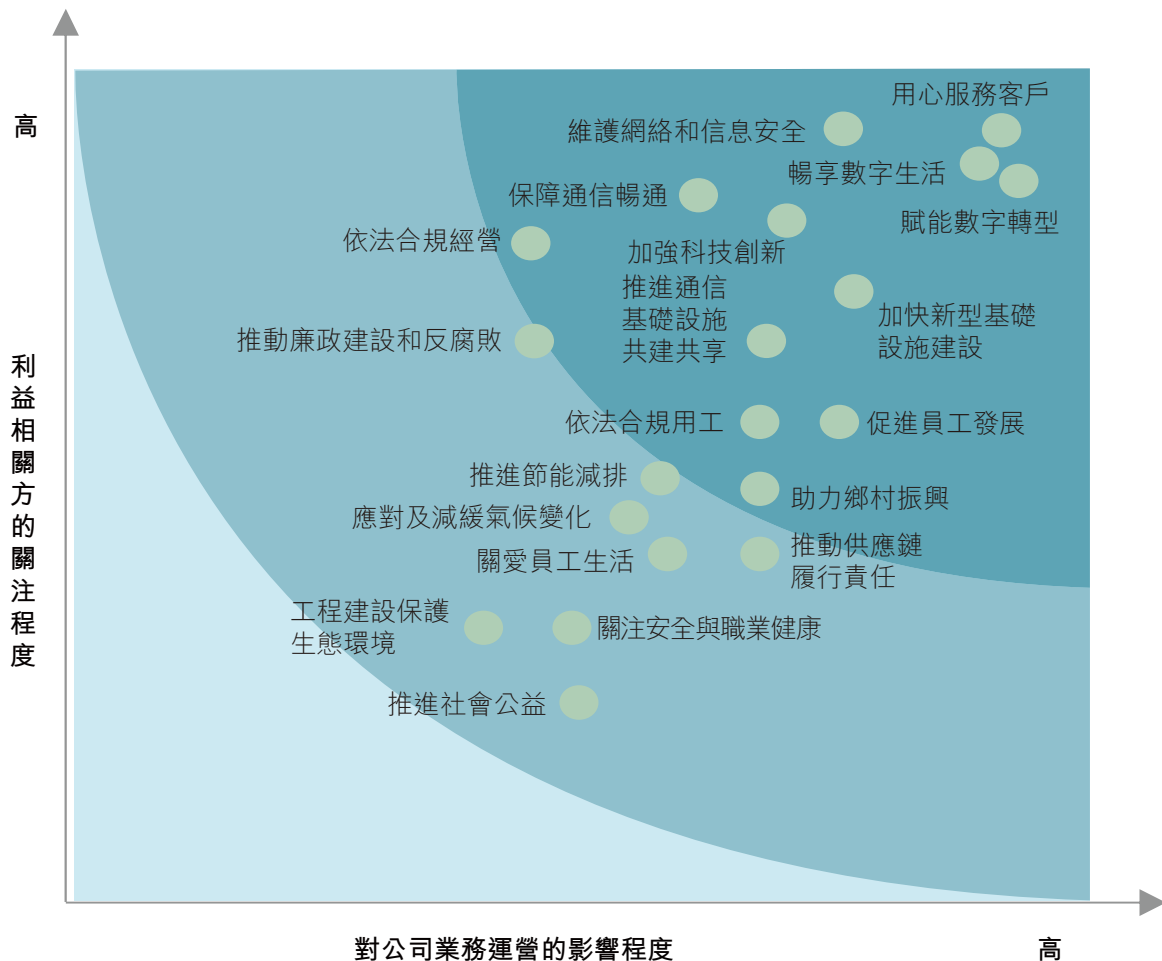 高
用心服務客戶
維護網絡和信息安全
暢享數字生活
保障通信暢通
賦能數字轉型
依法合規經營
加強科技創新
推進通信
基礎設施
共建共享
加快新型基礎
設施建設
推動廉政建設和反腐敗
利益相關方的關注程度
依法合規用工
促進員工發展
推進節能減排
助力鄉村振興
應對及減緩氣候變化
關愛員工生活
推動供應鏈
履行責任
工程建設保護
生態環境
關注安全與職業健康
推進社會公益
對公司業務運營的影響程度
高